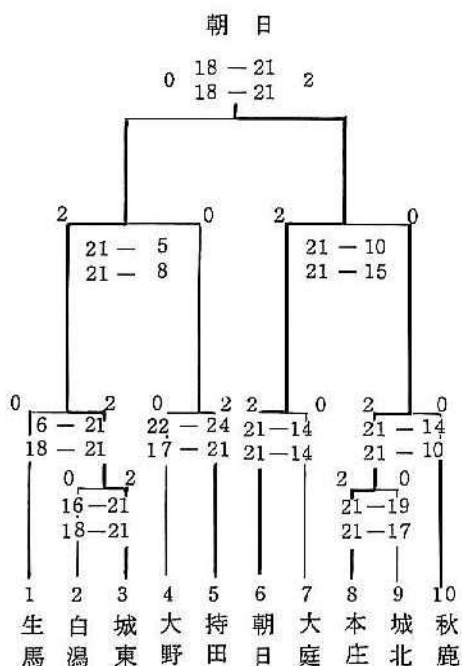 朝日
0 18 — 21 2
18 — 21
2 0 2 0
21 — 5 21 — 10
21 — 8 21 — 15
0 2 0 2 2 0 2 0
6 — 21 22 — 24 21 — 14 21 — 14
18 — 21 17 — 21 21 — 14 21 — 10
0 2 2 0
16 — 21 21 — 19
18 — 21 21 — 17
1 2 3 4 5 6 7 8 9 10
生馬 白潟 城東 大野 持田 朝日 大庭 本庄 城北 秋鹿